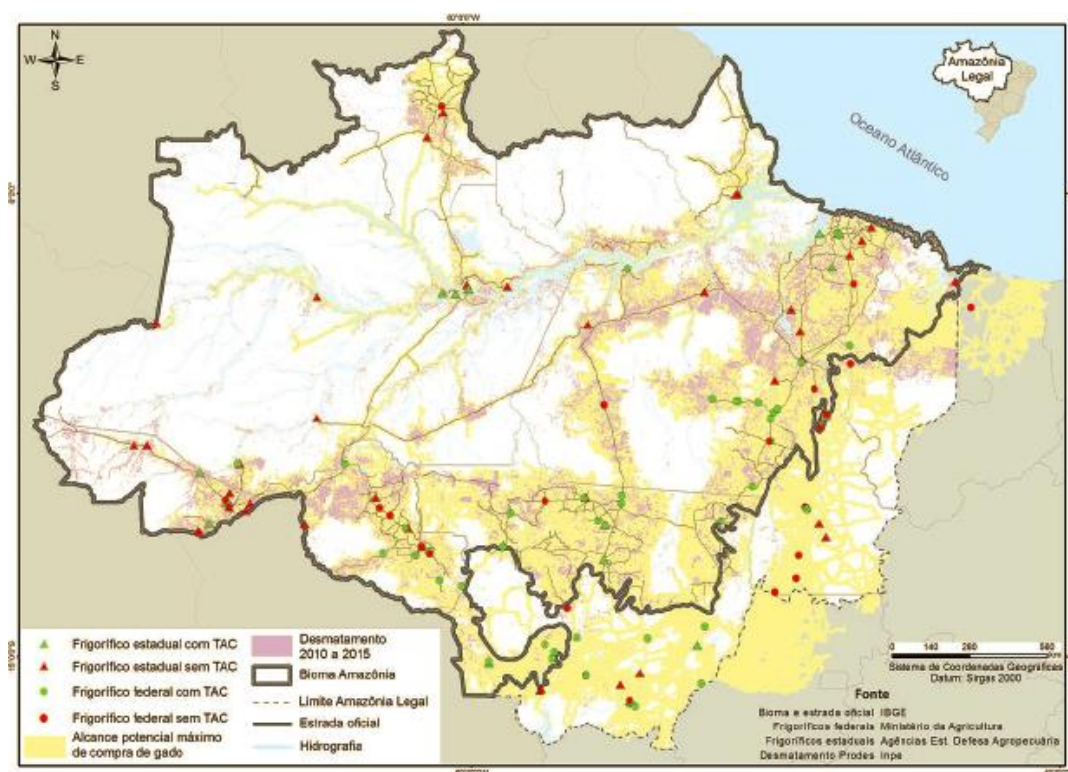 60°0'0"W
N
W E
S
Amazônia
Legal
Oceano Atlântico
Frigorífico estadual com TAC
Frigorífico estadual sem TAC
Frigorífico federal com TAC
Frigorífico federal sem TAC
Alcance potencial máximo
de compra de gado
Desmatamento
2010 a 2015
Bioma Amazônia
Limite Amazônia Legal
Estrada oficial
Hidrografia
0 140 280 560
Sistema de Coordenadas Geográficas
Datum: Sirgas 2000
Fonte
Bioma e estrada oficial IBGE
Frigoríficos federais Ministério da Agricultura
Frigoríficos estaduais Agências Est. Defesa Agropecuária
Desmatamento Prodes Inpe